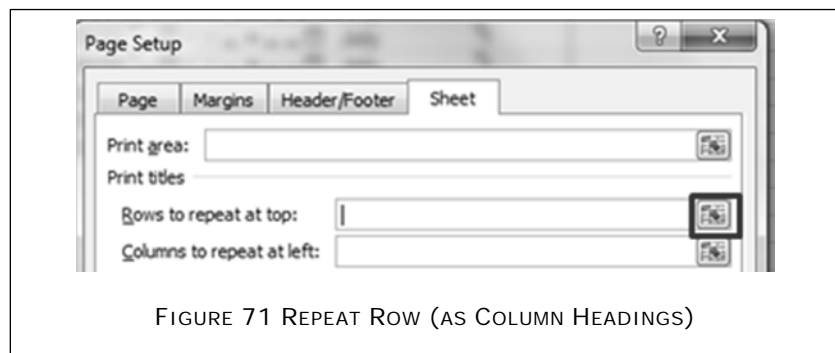 Page Setup
Page Margins Header/Footer Sheet
Print area:
Print titles
Rows to repeat at top:
Columns to repeat at left:
FIGURE 71 REPEAT ROW (AS COLUMN HEADINGS)